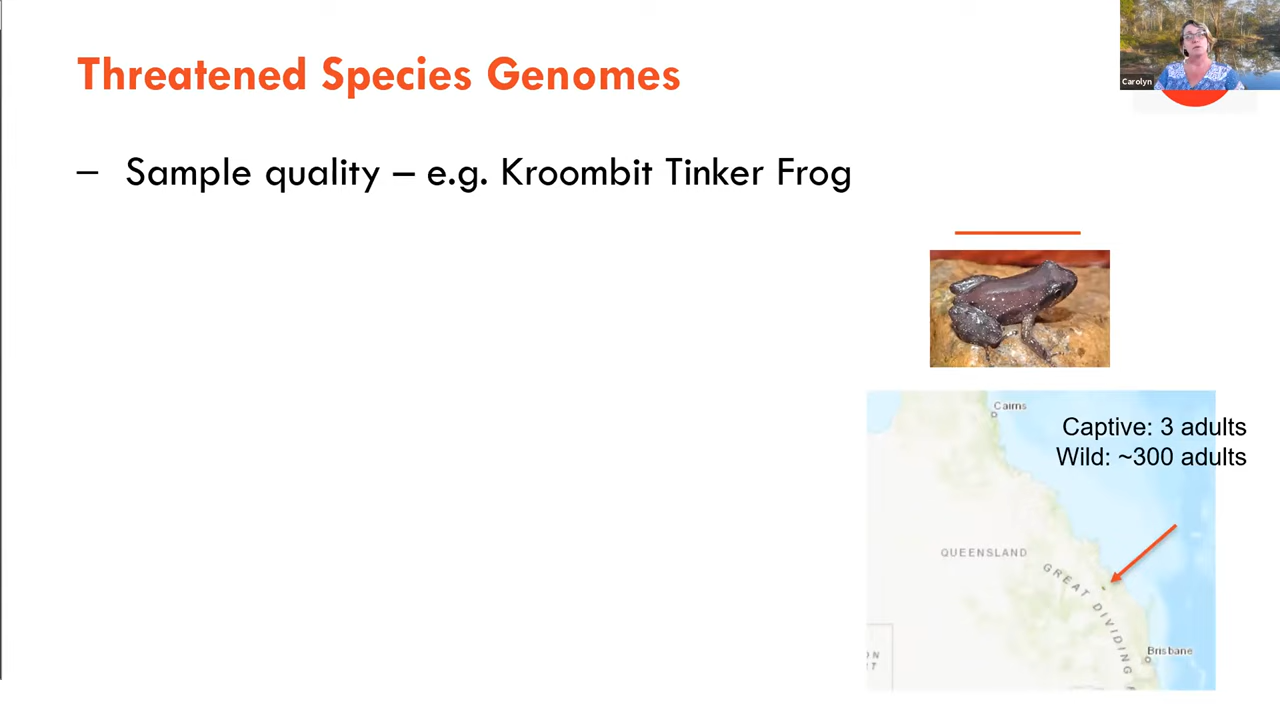 Threatened Species Genomes
Carolyn
– Sample quality – e.g. Kroombit Tinker Frog
Cairns
Captive: 3 adults
Wild: ~300 adults
QUEENSLAND
GREAT DIVIDING
Brisbane